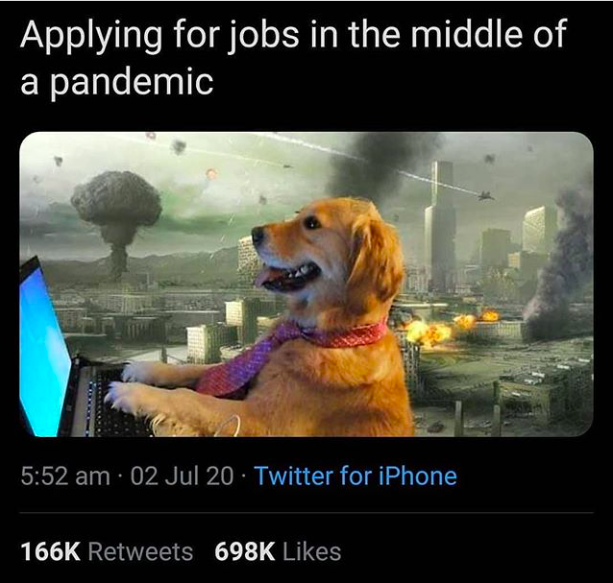 Applying for jobs in the middle of
a pandemic
5:52 am · 02 Jul 20 · Twitter for iPhone
166K Retweets 698K Likes